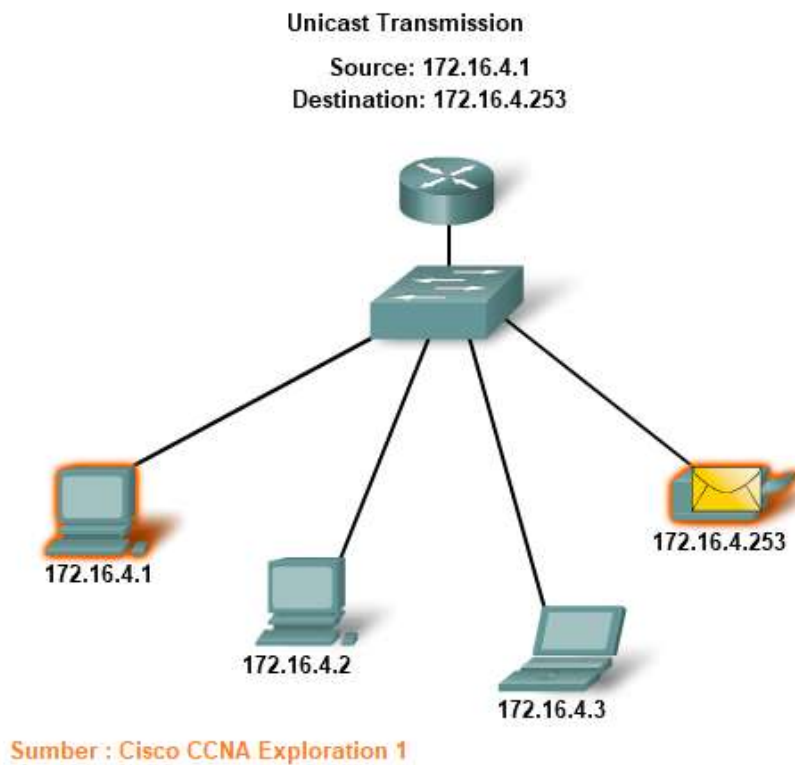 Unicast Transmission
Source: 172.16.4.1
Destination: 172.16.4.253
172.16.4.1
172.16.4.253
172.16.4.2
172.16.4.3
Sumber : Cisco CCNA Exploration 1